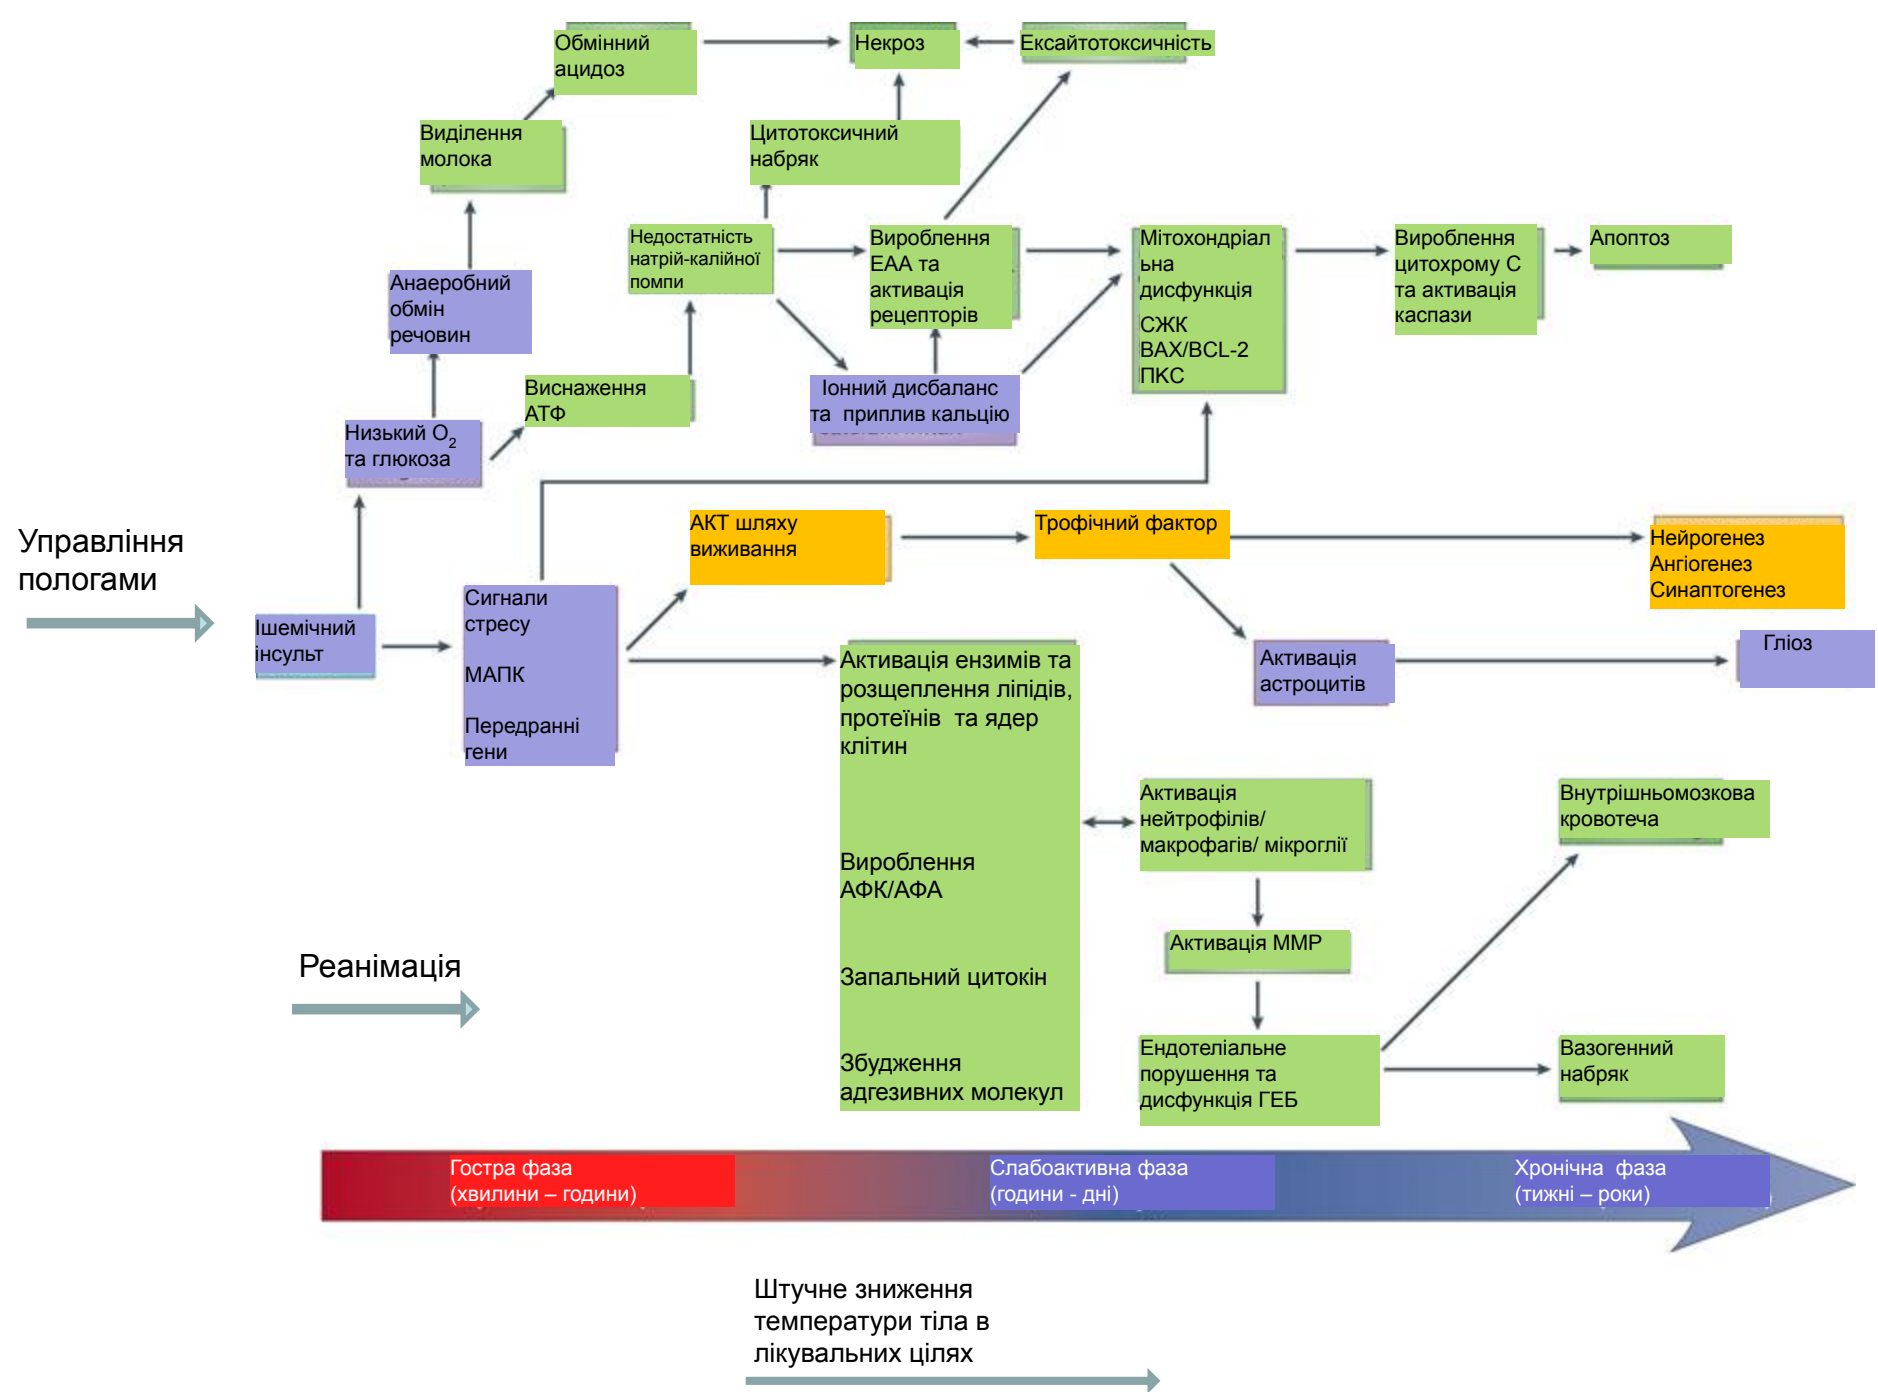 Обмінний
ацидоз
Некроз
Ексайтотоксичність
Виділення
молока
Цитотоксичний
набряк
Анаеробний
обмін
речовин
Недостатність
натрій-калійної
помпи
Вироблення
ЕАА та
активація
рецепторів
Мітохондріал
ьна
дисфункція
СЖК
BAX/BCL-2
ПКС
Вироблення
цитохрому С
та активація
каспази
Апоптоз
Виснаження
АТФ
Іонний дисбаланс
та приплив кальцію
Низький О2
та глюкоза
Управління
пологами
АКТ шляху
виживання
Трофічний фактор
Нейрогенез
Ангіогенез
Синаптогенез
Ішемічний
інсульт
Сигнали
стресу
МАПК
Передранні
гени
Активація ензимів та
розщеплення ліпідів,
протеїнів та ядер
клітин
Вироблення
АФК/АФА
Запальний цитокін
Збудження
адгезивних молекул
Активація
астроцитів
Гліоз
Активація
нейтрофілів/
макрофагів/ мікроглії
Внутрішньомозкова
кровотеча
Активація ММР
Реанімація
Ендотеліальне
порушення та
дисфункція ГЕБ
Вазогенний
набряк
Гостра фаза
(хвилини – години)
Слабоактивна фаза
(години - дні)
Хронічна фаза
(тижні – роки)
Штучне зниження
температури тіла в
лікувальних цілях